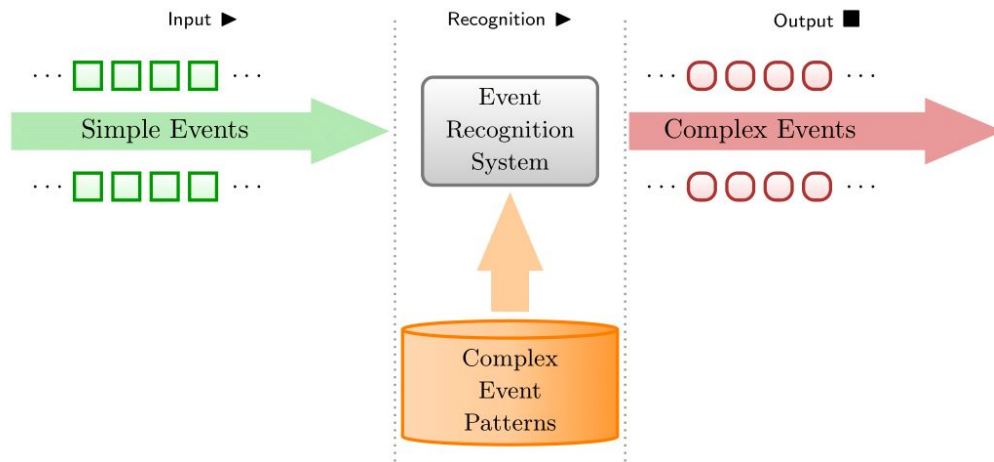 Input ▶
Recognition ▶
Output ■
··· ···
··· ···
Event
Recognition
System
Simple Events
Complex Events
··· ···
··· ···
Complex
Event
Patterns